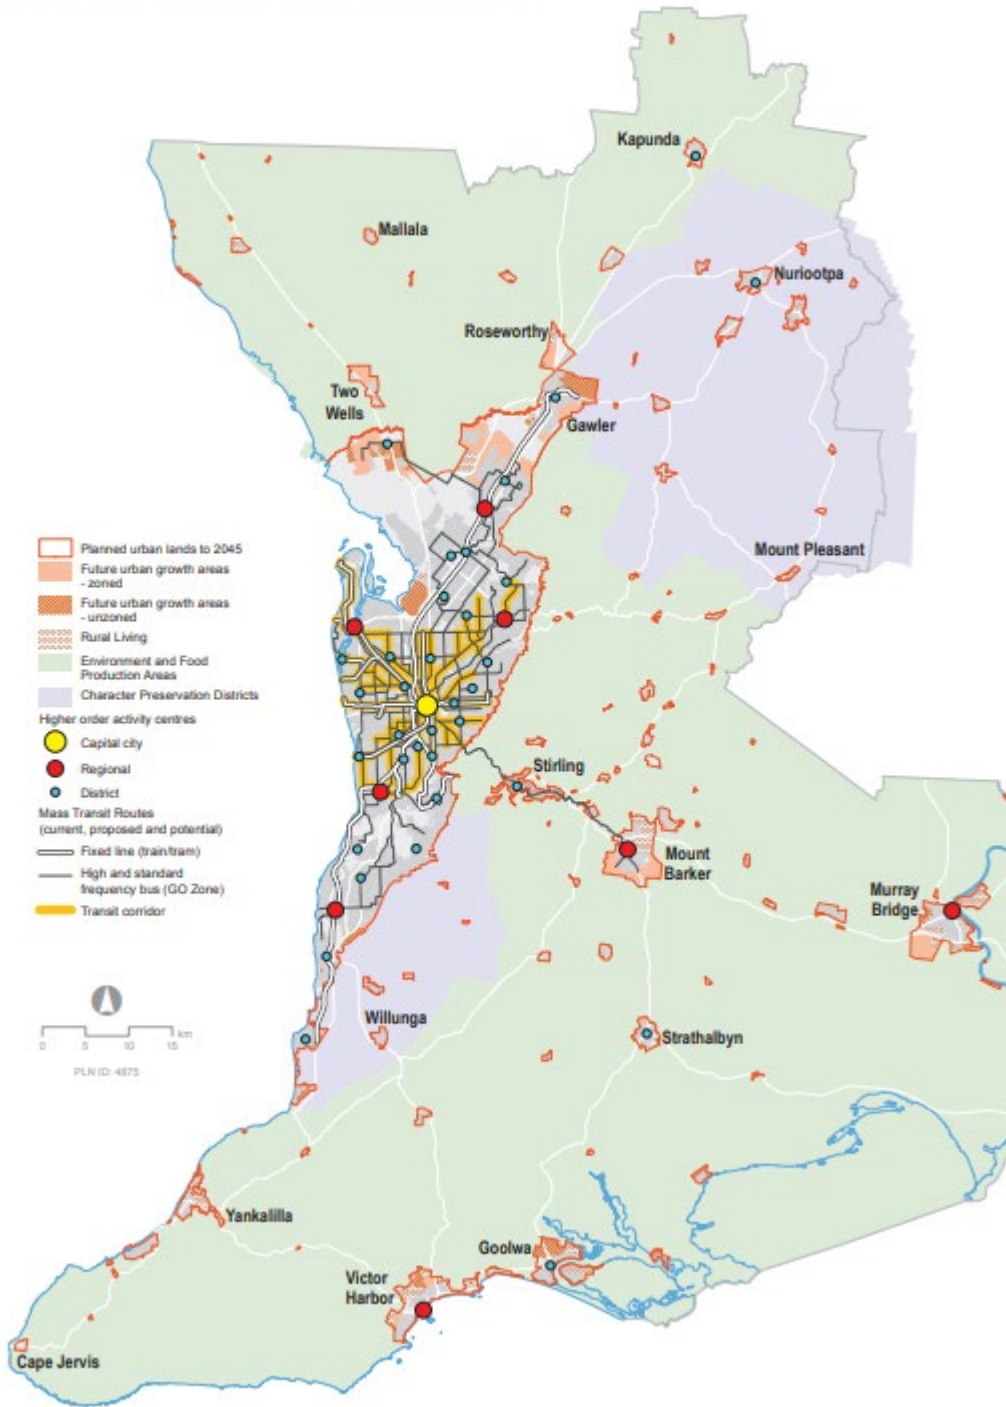 Kapunda
Mallala
Nuriootpa
Roseworthy
Two
Wells
Gawler
Mount Pleasant
Planned urban lands to 2045
Future urban growth areas
- zoned
Future urban growth areas
- unzoned
Rural Living
Environment and Food
Production Areas
Character Preservation Districts
Higher order activity centres
Capital city
Regional
District
Mass Transit Routes
(current, proposed and potential)
Fixed line (train/tram)
High and standard
frequency bus (GO Zone)
Transit corridor
km
0 5 10 15
PLN ID: 4875
Stirling
Mount
Barker
Murray
Bridge
Willunga
Strathalbyn
Yankalilla
Goolwa
Victor
Harbor
Cape Jervis